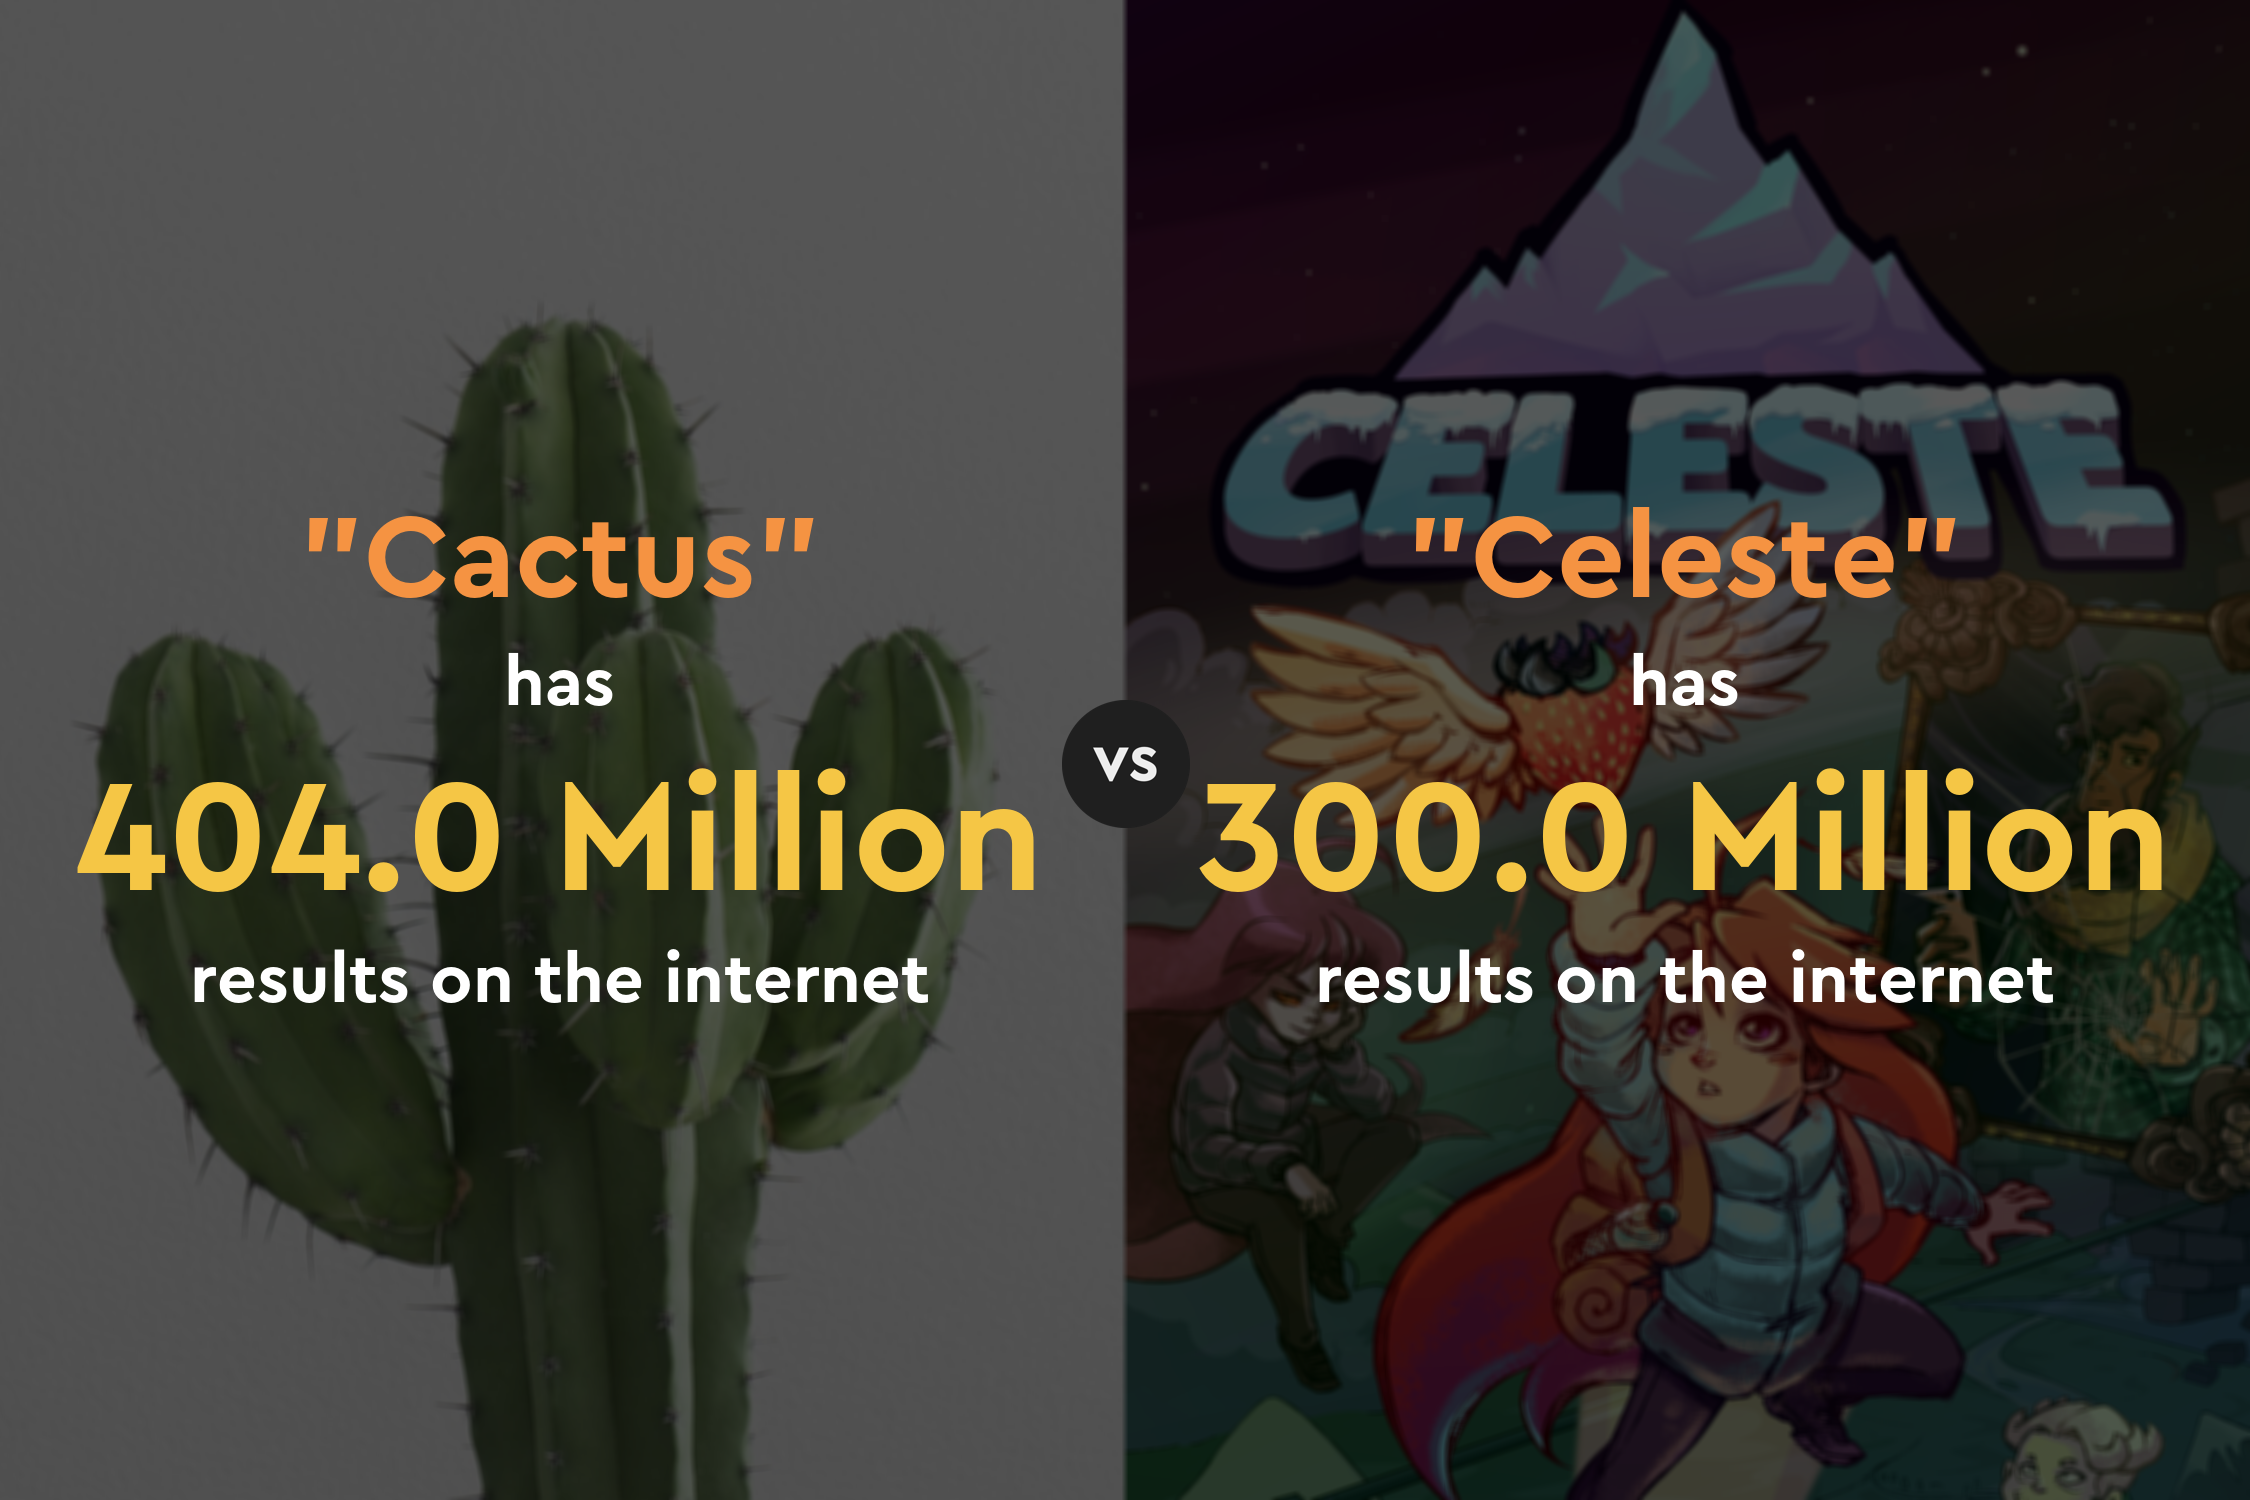 "Cactus"
has
404.0 Million
results on the internet
vs
CELESTE
"Celeste"
has
300.0 Million
results on the internet